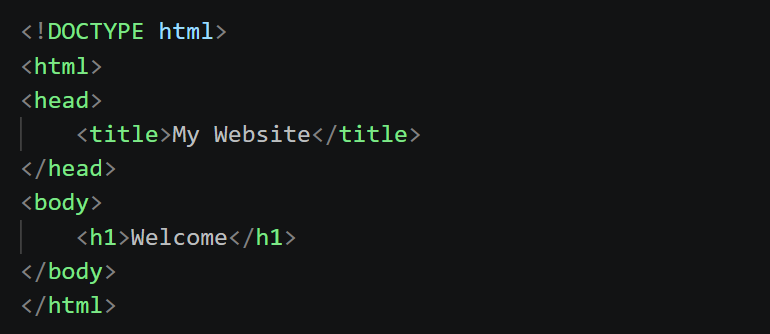 <!DOCTYPE html>
<html>
<head>
    <title>My Website</title>
</head>
<body>
    <h1>Welcome</h1>
</body>
</html>